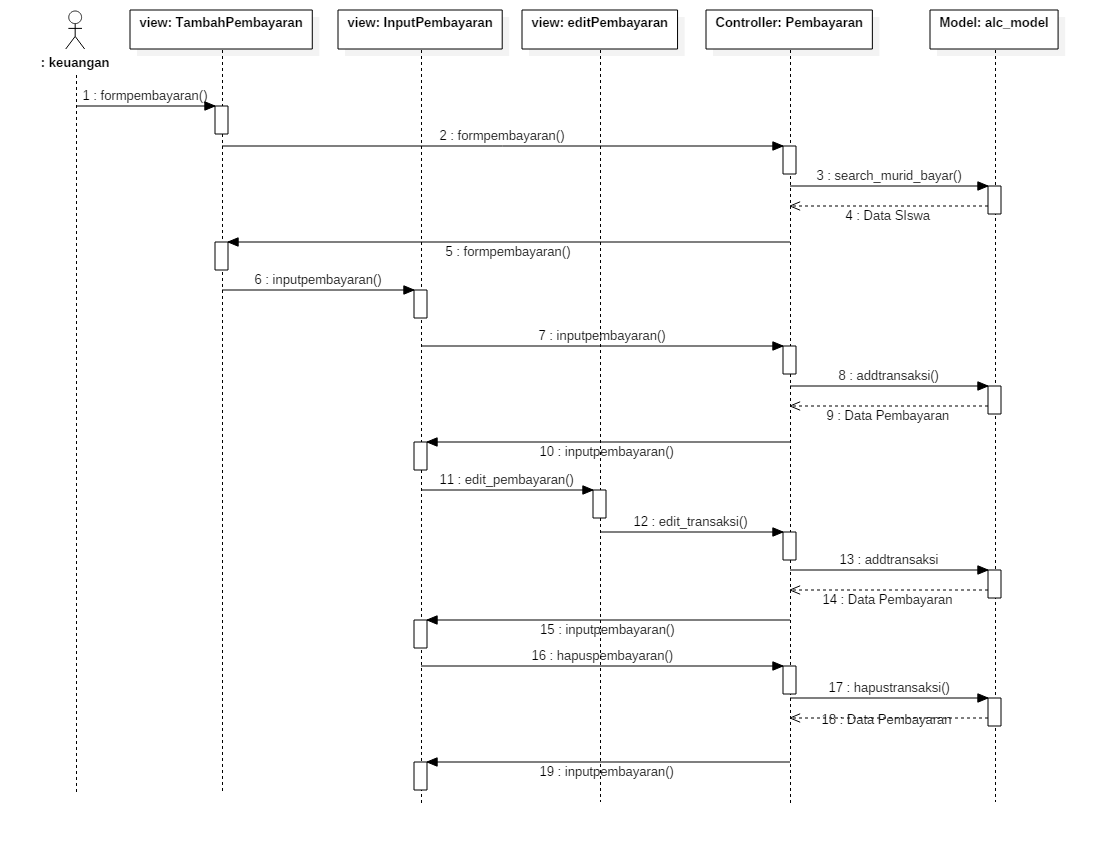 view: TambahPembayaran
view: InputPembayaran
view: editPembayaran
Controller: Pembayaran
Model: alc_model
: keuangan
1 : formpembayaran()
2 : formpembayaran()
3 : search_murid_bayar()
4 : Data SIswa
5 : formpembayaran()
6 : inputpembayaran()
7 : inputpembayaran()
8 : addtransaksi()
9 : Data Pembayaran
10 : inputpembayaran()
11 : edit_pembayaran()
12 : edit_transaksi()
13 : addtransaksi
14 : Data Pembayaran
15 : inputpembayaran()
16 : hapuspembayaran()
17 : hapustransaksi()
18 : Data Pembayaran
19 : inputpembayaran()